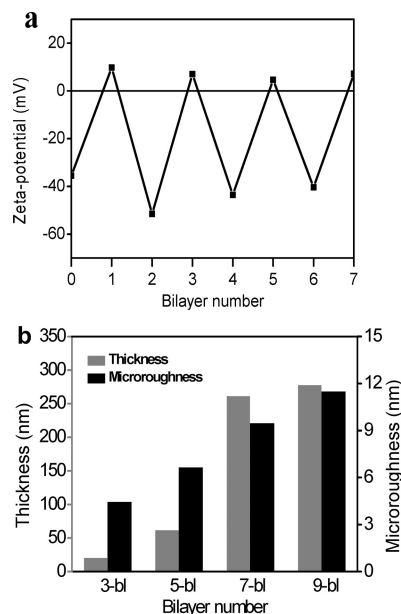 a
20
0
-20
-40
-60
Zeta-potential (mV)
0 1 2 3 4 5 6 7
Bilayer number
b
350
300
250
200
150
100
50
0
Thickness (nm)
Thickness
Microroughness
15
12
9
6
3
0
Microroughness (nm)
3-bl 5-bl 7-bl 9-bl
Bilayer number